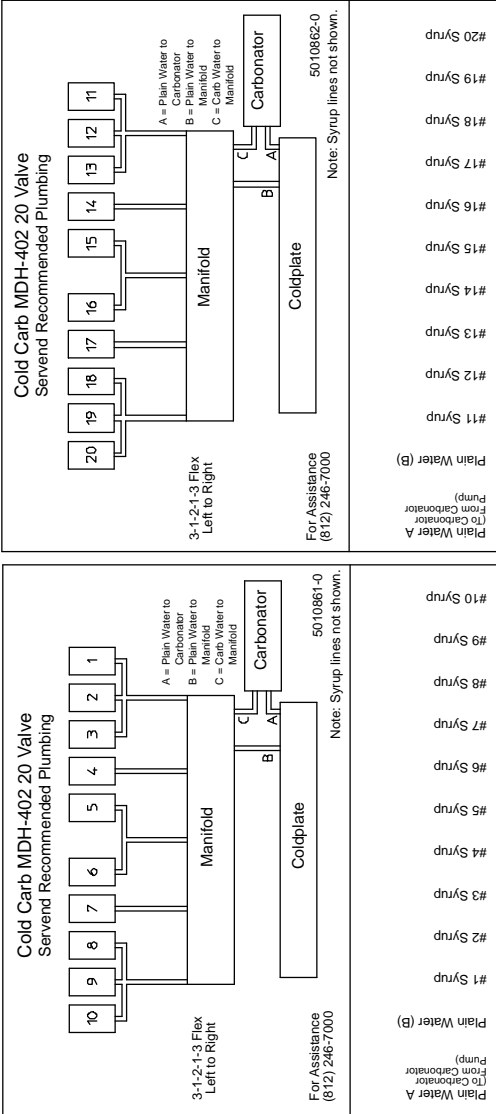 Cold Carb MDH-402 20 Valve
Servend Recommended Plumbing
20
19
18
17
16
15
14
13
12
11
3-1-2-1-3 Flex
Left to Right
Manifold
A = Plain Water to
Carbonator
B = Plain Water to
Manifold
C = Carb Water to
Manifold
B
C
A
Carbonator
Coldplate
For Assistance
(812) 246-7000
5010862-0
Note: Syrup lines not shown.
#20 Syrup
#19 Syrup
#18 Syrup
#17 Syrup
#16 Syrup
#15 Syrup
#14 Syrup
#13 Syrup
#12 Syrup
#11 Syrup
Plain Water (B)
Plain Water A
(To Carbonator
From Carbonator
Pump)
Cold Carb MDH-402 20 Valve
Servend Recommended Plumbing
10
9
8
7
6
5
4
3
2
1
3-1-2-1-3 Flex
Left to Right
Manifold
A = Plain Water to
Carbonator
B = Plain Water to
Manifold
C = Carb Water to
Manifold
B
C
A
Carbonator
Coldplate
For Assistance
(812) 246-7000
5010861-0
Note: Syrup lines not shown.
#10 Syrup
#9 Syrup
#8 Syrup
#7 Syrup
#6 Syrup
#5 Syrup
#4 Syrup
#3 Syrup
#2 Syrup
#1 Syrup
Plain Water (B)
Plain Water A
(To Carbonator
From Carbonator
Pump)